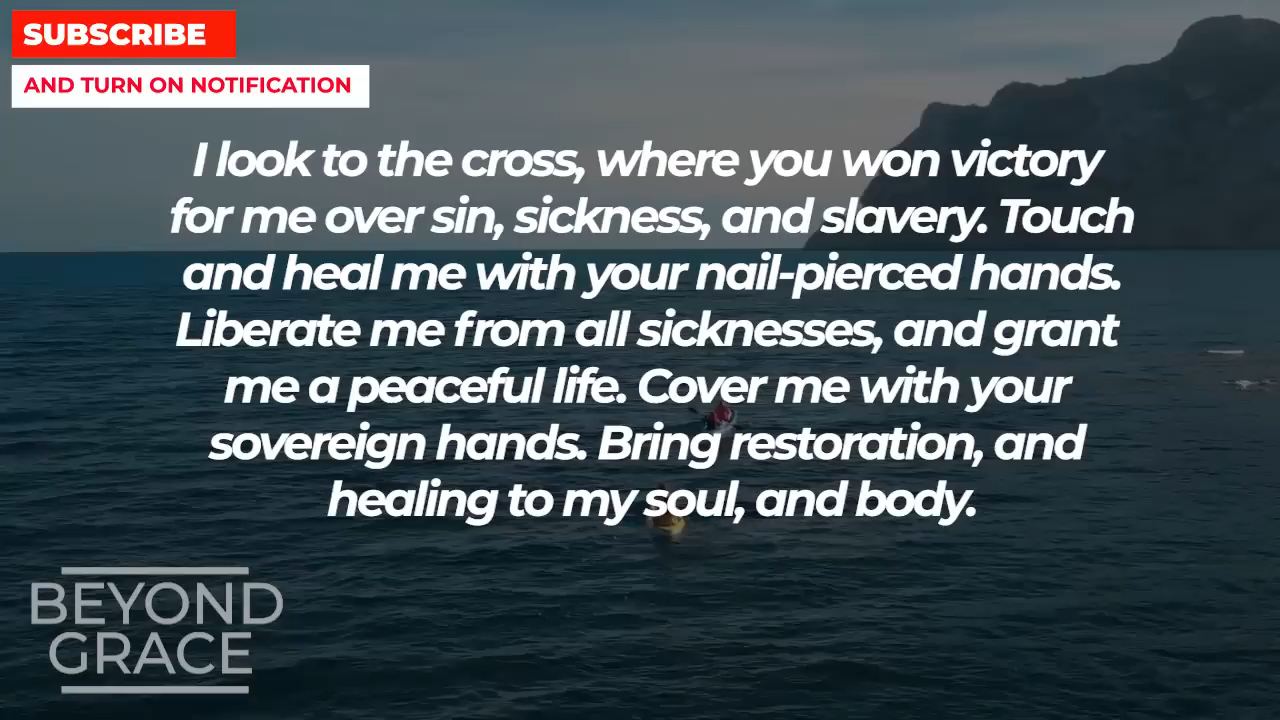 SUBSCRIBE
AND TURN ON NOTIFICATION
I look to the cross, where you won victory
for me over sin, sickness, and slavery. Touch
and heal me with your nail-pierced hands.
Liberate me from all sicknesses, and grant
me a peaceful life. Cover me with your
sovereign hands. Bring restoration, and
healing to my soul, and body.
BEYOND
GRACE